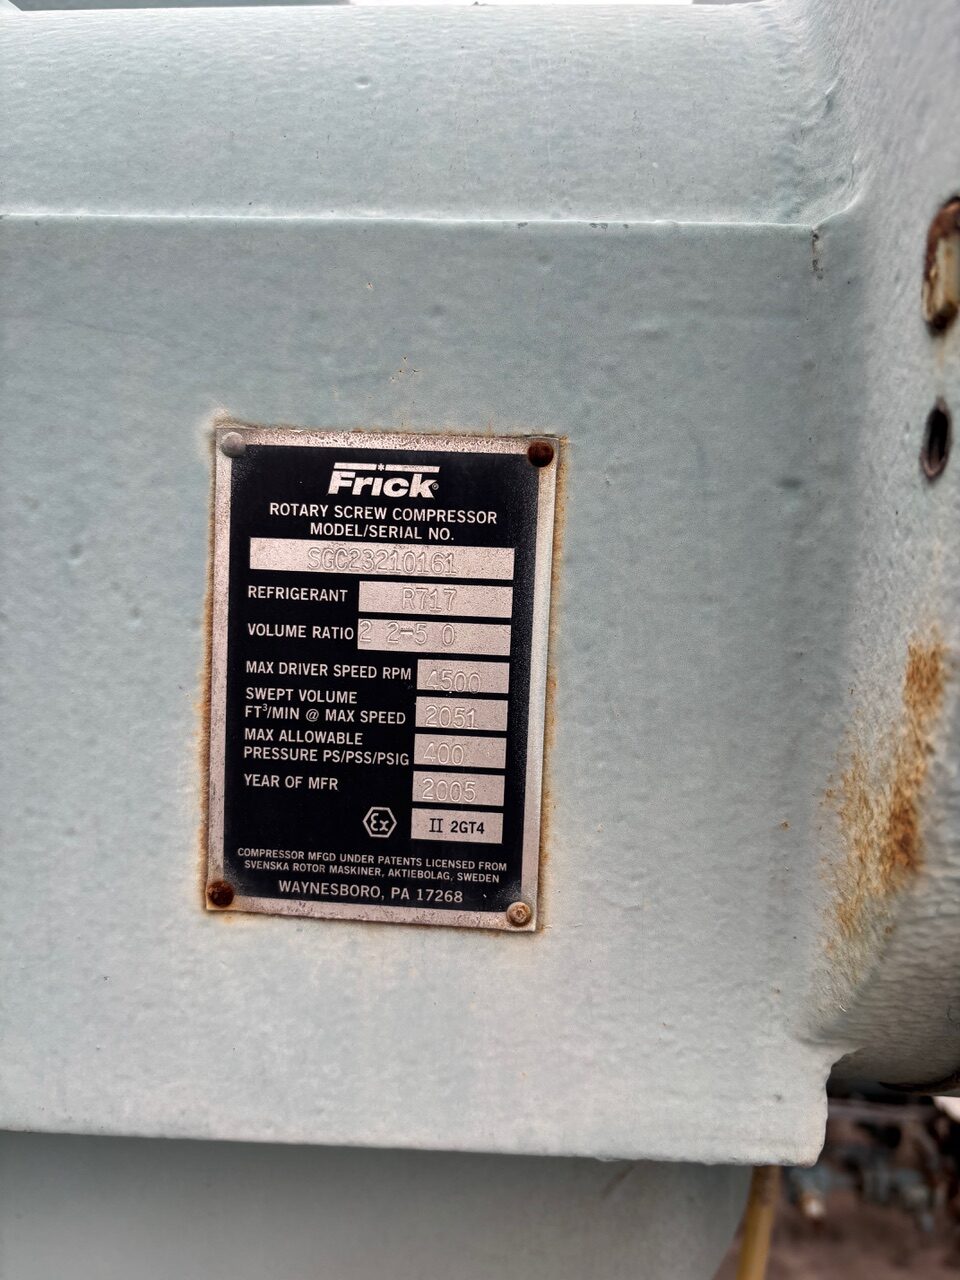 Frick®
ROTARY SCREW COMPRESSOR
MODEL/SERIAL NO.
SGC23210161
REFRIGERANT R717
VOLUME RATIO 2 2-5 0
MAX DRIVER SPEED RPM 4500
SWEPT VOLUME
FT³/MIN @ MAX SPEED 2051
MAX ALLOWABLE
PRESSURE PS/PSS/PSIG 400
YEAR OF MFR 2005
Ex II 2GT4
COMPRESSOR MFGD UNDER PATENTS LICENSED FROM
SVENSKA ROTOR MASKINER, AKTIEBOLAG, SWEDEN
WAYNESBORO, PA 17268